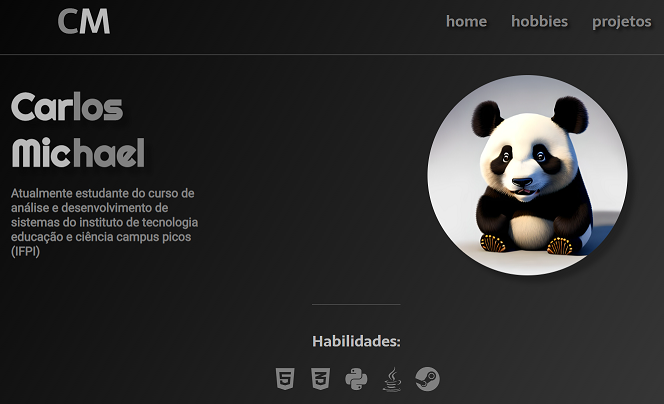 CM
home hobbies projetos
Carlos
Michael
Atualmente estudante do curso de
análise e desenvolvimento de
sistemas do instituto de tecnologia
educação e ciência campus picos
(IFPI)
Habilidades:
5 3